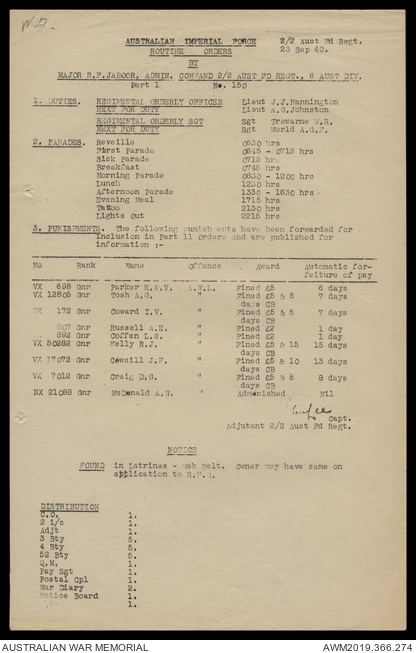 AUSTRALIAN IMPERIAL FORCE 2/2 Aust Fd Regt.
ROUTINE ORDERS 23 Sep 42.
BY
MAJOR R.F.JABOOR, ADMIN. COMMAND 2/2 AUST FD REGT., 6 AUST DIV.
Part 1 No. 150
1. DUTIES. REGIMENTAL ORDERLY OFFICER Lieut J.J.Hannington
NEXT FOR DUTY Lieut A.G.Johnston
REGIMENTAL ORDERLY SGT Sgt Trewarne W.R.
NEXT FOR DUTY Sgt World A.G.F.
2. PARADES. Reveille 0630 hrs
First Parade 0645 - 0715 hrs
Sick Parade 0715 hrs
Breakfast 0745 hrs
Morning Parade 0830 - 1200 hrs
Lunch 1230 hrs
Afternoon Parade 1330 - 1630 hrs
Evening Meal 1715 hrs
Tattoo 2130 hrs
Lights Out 2215 hrs
3. PUNISHMENTS. The following punishments have been forwarded for
inclusion in Part 11 Orders and are published for
information :-
No Rank Name Offence Award Automatic for-
feiture of pay
VX 698 Gnr Parker E.A.V. A.W.L. Fined £5 6 days
VX 12806 Gnr Tosh A.G. " Fined £5 & 5 7 days
days CB
172 Gnr Coward I.V. " Fined £5 & 5 7 days
days CB
807 Gnr Russell A.E. " Fined £2 1 day
892 Gnr Coffen L.W. " Fined £2 1 day
VX 50282 Gnr Kelly R.J. " Fined £5 & 15 15 days
days CB
VX 17072 Gnr Cawsill J.F. " Fined £5 & 10 13 days
days CB
VX 7012 Gnr Craig D.G. " Fined £5 & 5 8 days
days CB
NX 21088 Gnr McDonald A.W. " Admonished Nil
Capt.
Adjutant 2/2 Aust Fd Regt.
NOTICE
FOUND in Latrines - Web Belt. Owner may have same on
application to R.H.Q.
DISTRIBUTION
C.O. 1.
2 i/c 1.
Adjt 1.
3 Bty 5.
4 Bty 5.
52 Bty 5.
Q.M. 1.
Pay Sgt 1.
Postal Cpl 1.
War Diary 2.
Notice Board 1.
1.
AUSTRALIAN WAR MEMORIAL AWM2019.366.274